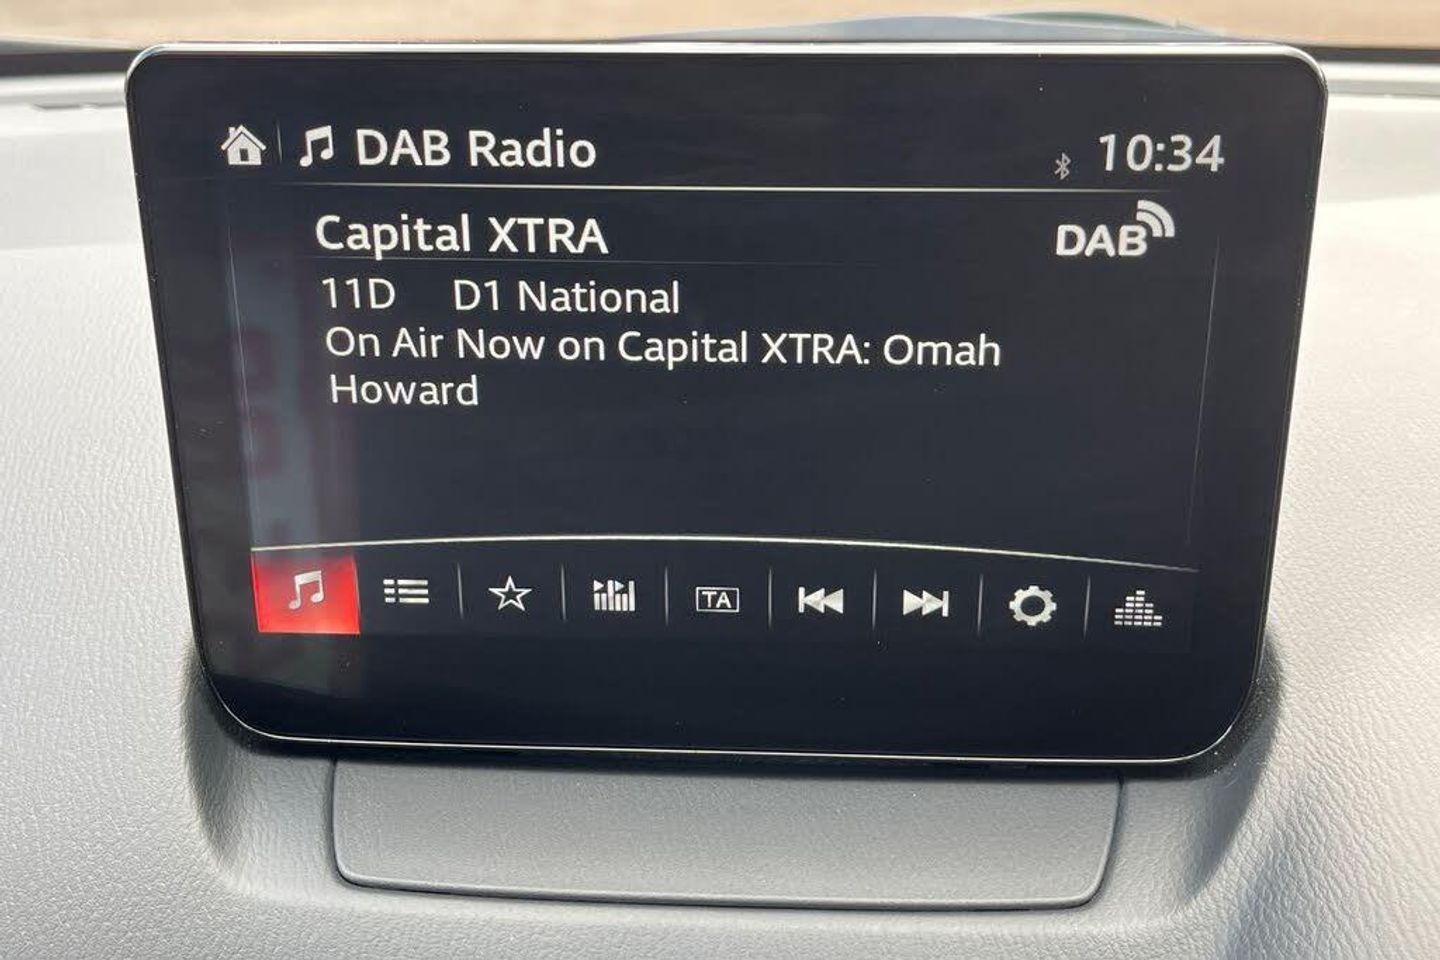 DAB Radio
10:34
Capital XTRA
DAB
11D D1 National
On Air Now on Capital XTRA: Omah
Howard
TA